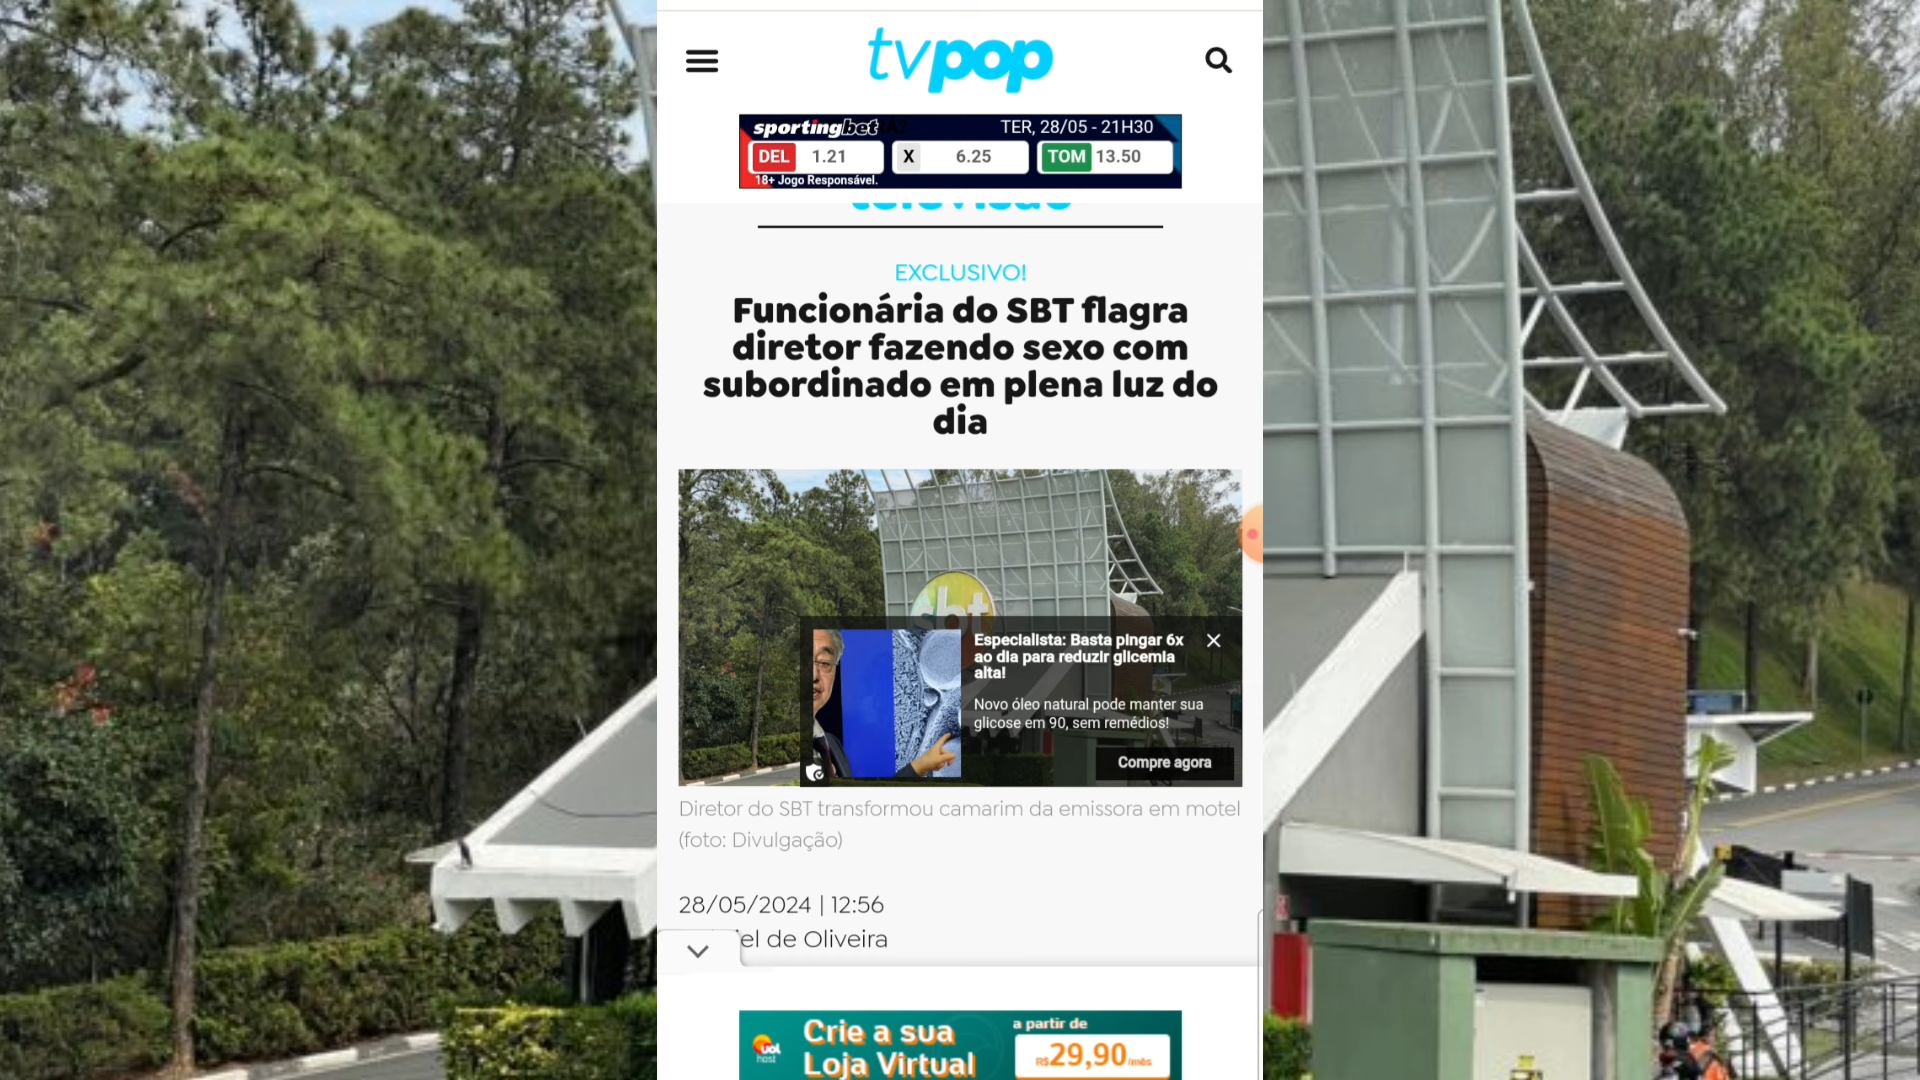 tvpop
sportingbet
TER, 28/05 - 21H30
DEL 1.21 X 6.25 TOM 13.50
18+ Jogo Responsável.
televisão
EXCLUSIVO!
Funcionária do SBT flagra
diretor fazendo sexo com
subordinado em plena luz do
dia
sbt
Especialista: Basta pingar 6x
ao dia para reduzir glicemia
alta!
Novo óleo natural pode manter sua
glicose em 90, sem remédios!
Compre agora
Diretor do SBT transformou camarim da emissora em motel
(foto: Divulgação)
28/05/2024 | 12:56
de Oliveira
uol
host
Crie a sua
Loja Virtual
a partir de
R$29,90/mês